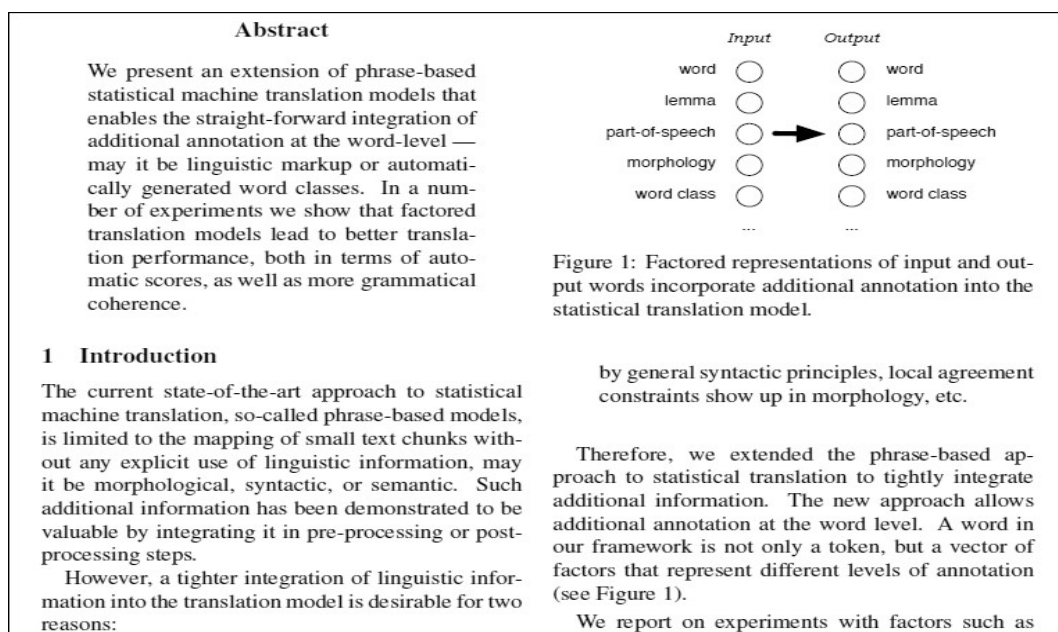 Abstract
We present an extension of phrase-based
statistical machine translation models that
enables the straight-forward integration of
additional annotation at the word-level —
may it be linguistic markup or automati-
cally generated word classes. In a num-
ber of experiments we show that factored
translation models lead to better transla-
tion performance, both in terms of auto-
matic scores, as well as more grammatical
coherence.
1 Introduction
The current state-of-the-art approach to statistical
machine translation, so-called phrase-based models,
is limited to the mapping of small text chunks with-
out any explicit use of linguistic information, may
it be morphological, syntactic, or semantic. Such
additional information has been demonstrated to be
valuable by integrating it in pre-processing or post-
processing steps.
However, a tighter integration of linguistic infor-
mation into the translation model is desirable for two
reasons:
Input Output
word word
lemma lemma
part-of-speech part-of-speech
morphology morphology
word class word class
... ...
Figure 1: Factored representations of input and out-
put words incorporate additional annotation into the
statistical translation model.
by general syntactic principles, local agreement
constraints show up in morphology, etc.
Therefore, we extended the phrase-based ap-
proach to statistical translation to tightly integrate
additional information. The new approach allows
additional annotation at the word level. A word in
our framework is not only a token, but a vector of
factors that represent different levels of annotation
(see Figure 1).
We report on experiments with factors such as